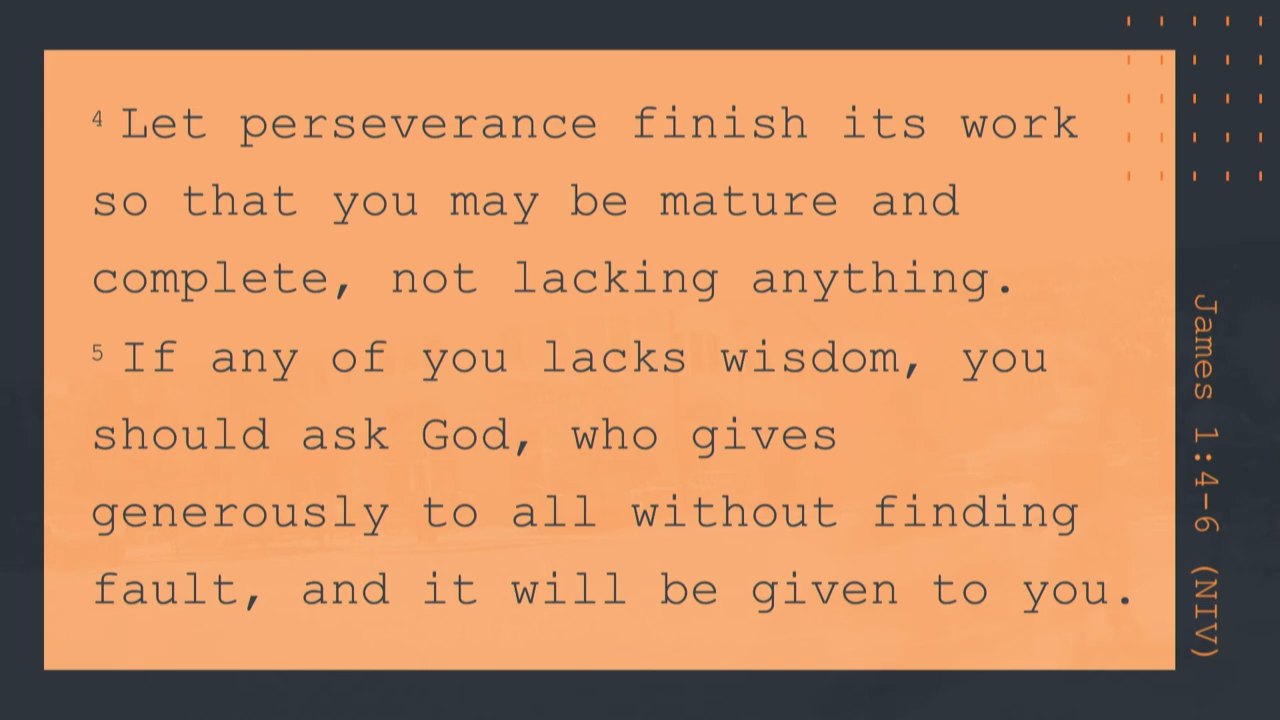 4 Let perseverance finish its work
so that you may be mature and
complete, not lacking anything.
5 If any of you lacks wisdom, you
should ask God, who gives
generously to all without finding
fault, and it will be given to you.
James 1:4-6 (NIV)